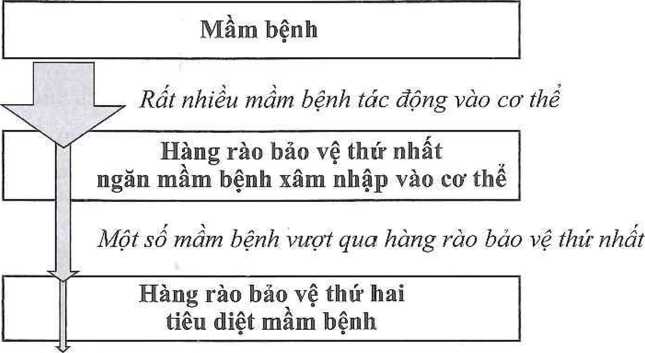 Mầm bệnh
Rất nhiều mầm bệnh tác động vào cơ thể
Hàng rào bảo vệ thứ nhất
ngăn mầm bệnh xâm nhập vào cơ thể
Một số mầm bệnh vượt qua hàng rào bảo vệ thứ nhất
Hàng rào bảo vệ thứ hai
tiêu diệt mầm bệnh